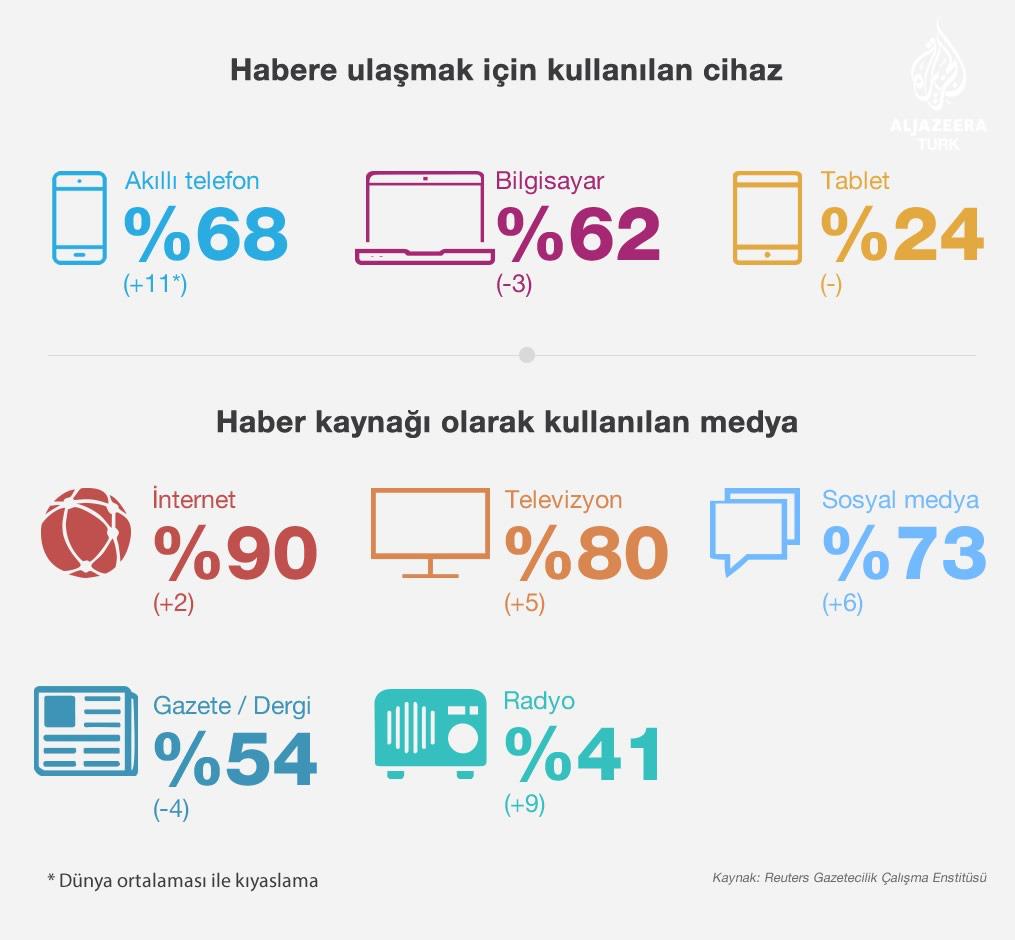 Habere ulaşmak için kullanılan cihaz
ALJAZEERA
TURK
Akıllı telefon
%68
(+11*)
Bilgisayar
%62
(-3)
Tablet
%24
(-)
Haber kaynağı olarak kullanılan medya
İnternet
%90
(+2)
Televizyon
%80
(+5)
Sosyal medya
%73
(+6)
Gazete / Dergi
%54
(-4)
Radyo
%41
(+9)
* Dünya ortalaması ile kıyaslama
Kaynak: Reuters Gazetecilik Çalışma Enstitüsü